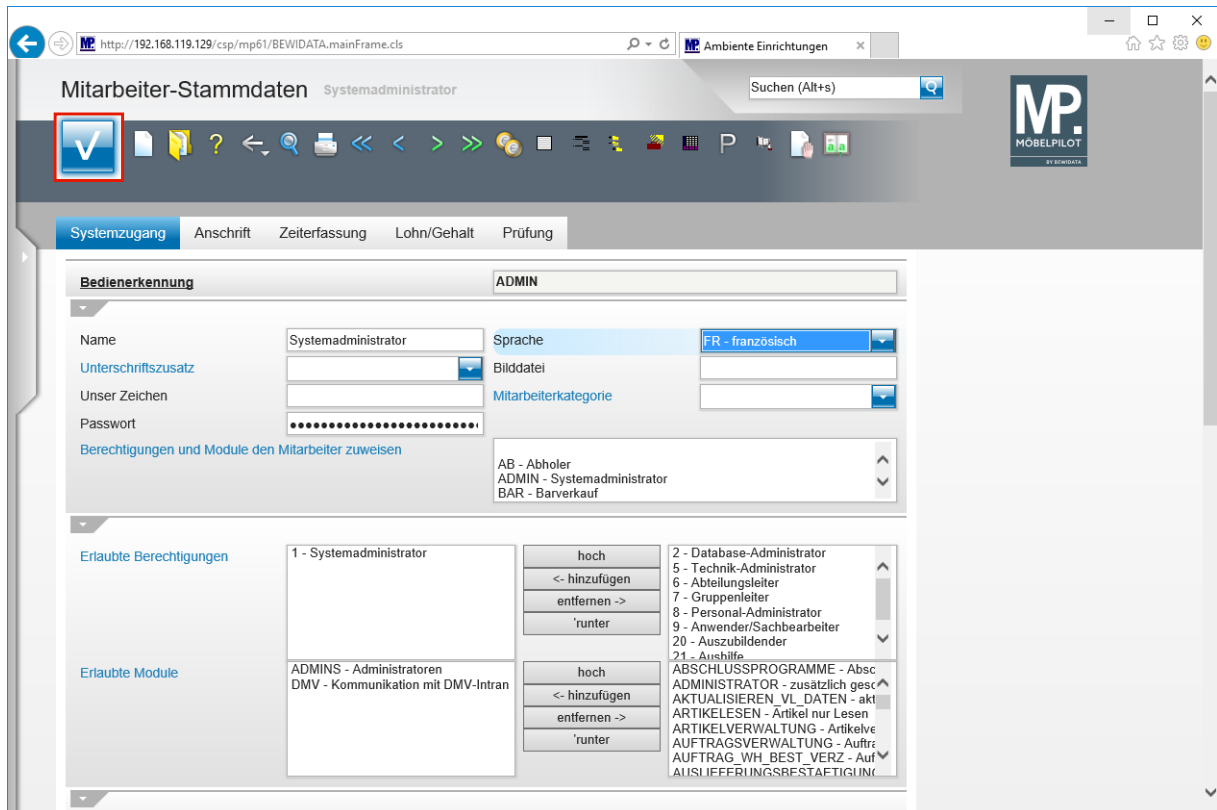 http://192.168.119.129/csp/mp61/BEWIDATA.mainFrame.cls
MP. Ambiente Einrichtungen
Mitarbeiter-Stammdaten Systemadministrator
Suchen (Alt+s)
MP.
MÖBELPILOT
BY BEWIDATA
Systemzugang Anschrift Zeiterfassung Lohn/Gehalt Prüfung
Bedienerkennung ADMIN
Name Systemadministrator Sprache FR - französisch
Unterschriftszusatz Bilddatei
Unser Zeichen Mitarbeiterkategorie
Passwort
Berechtigungen und Module den Mitarbeiter zuweisen
AB - Abholer
ADMIN - Systemadministrator
BAR - Barverkauf
Erlaubte Berechtigungen
1 - Systemadministrator
hoch
<- hinzufügen
entfernen ->
'runter
2 - Database-Administrator
5 - Technik-Administrator
6 - Abteilungsleiter
7 - Gruppenleiter
8 - Personal-Administrator
9 - Anwender/Sachbearbeiter
20 - Auszubildender
21 - Aushilfe
Erlaubte Module
ADMINS - Administratoren
DMV - Kommunikation mit DMV-Intran
hoch
<- hinzufügen
entfernen ->
'runter
ABSCHLUSSPROGRAMME - Absc
ADMINISTRATOR - zusätzlich gesc
AKTUALISIEREN_VL_DATEN - akt
ARTIKELESEN - Artikel nur Lesen
ARTIKELVERWALTUNG - Artikelve
AUFTRAGSVERWALTUNG - Auftra
AUFTRAG_WH_BEST_VERZ - Auf
AUSLIEFERUNGSBESTAETIGUNG